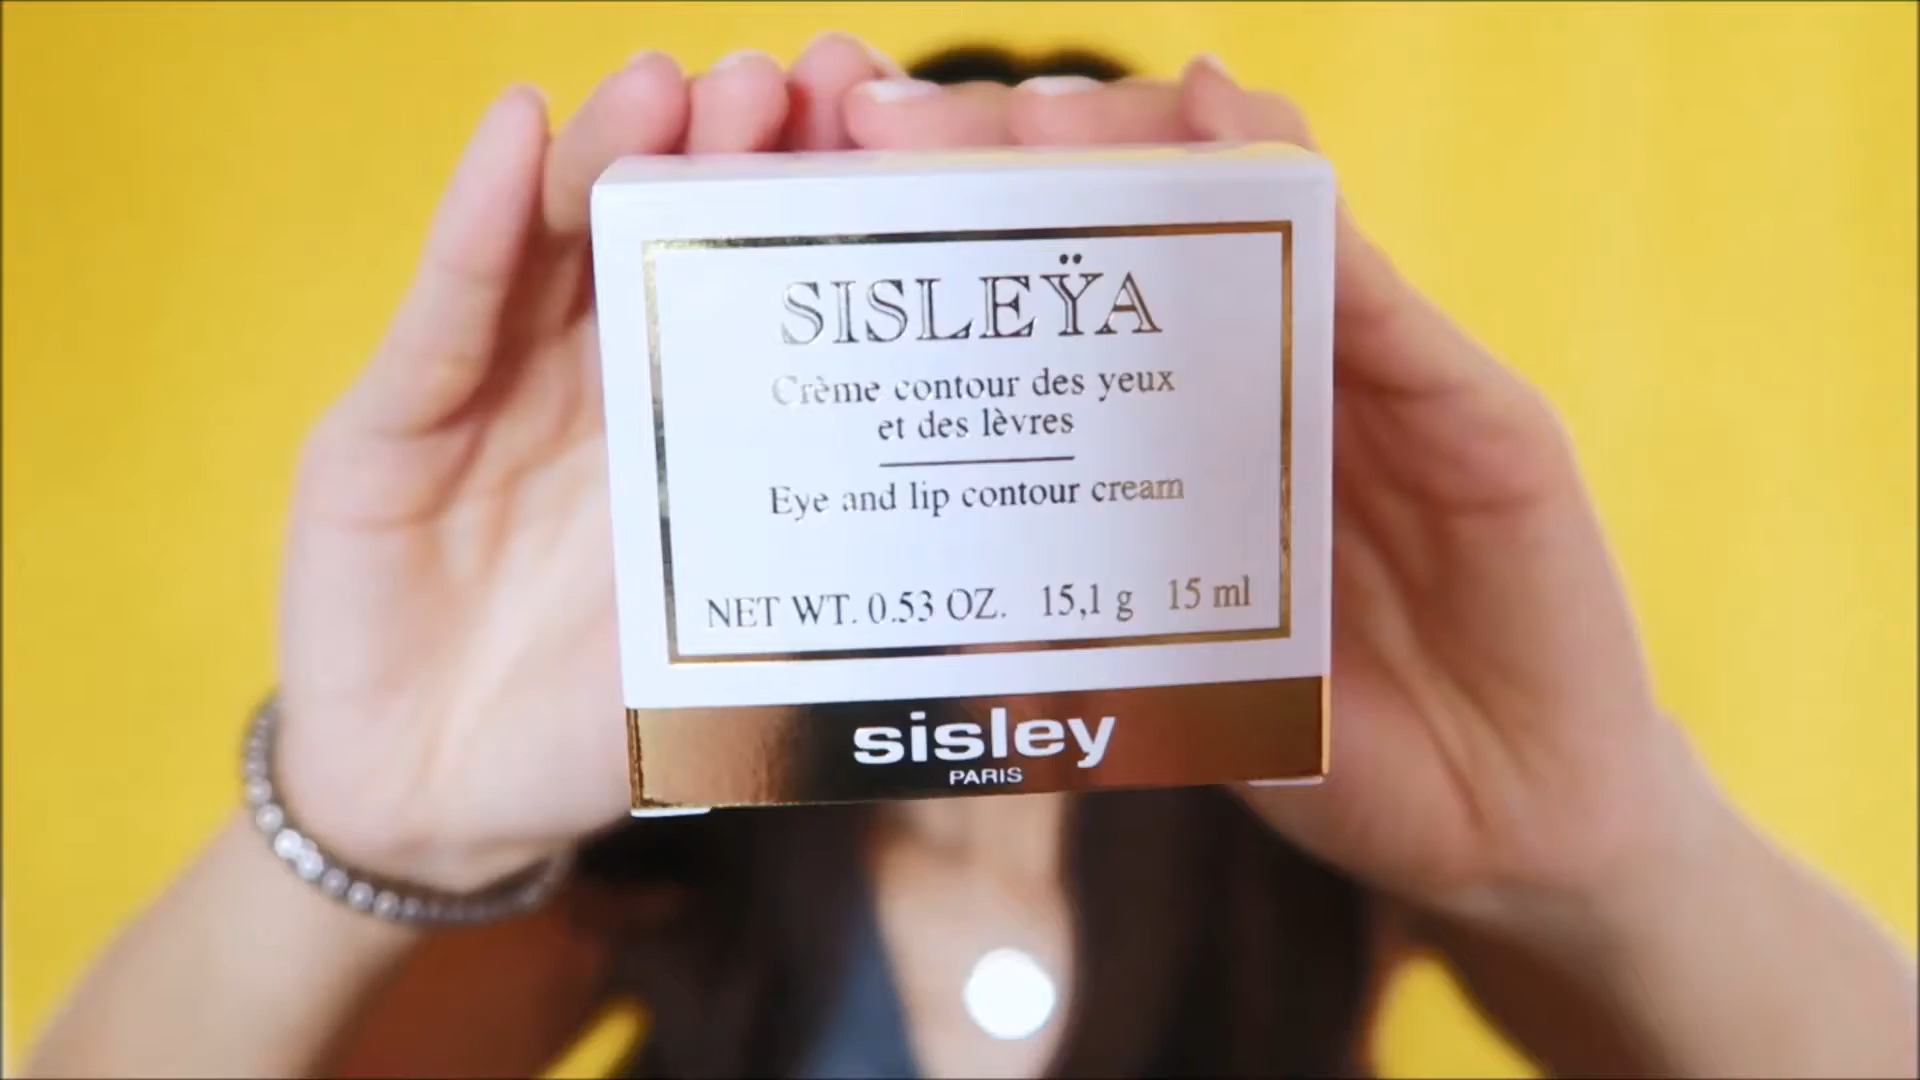 SISLEŸA
Crème contour des yeux
et des lèvres
Eye and lip contour cream
NET WT. 0.53 OZ. 15,1 g 15 ml
sisley
PARIS